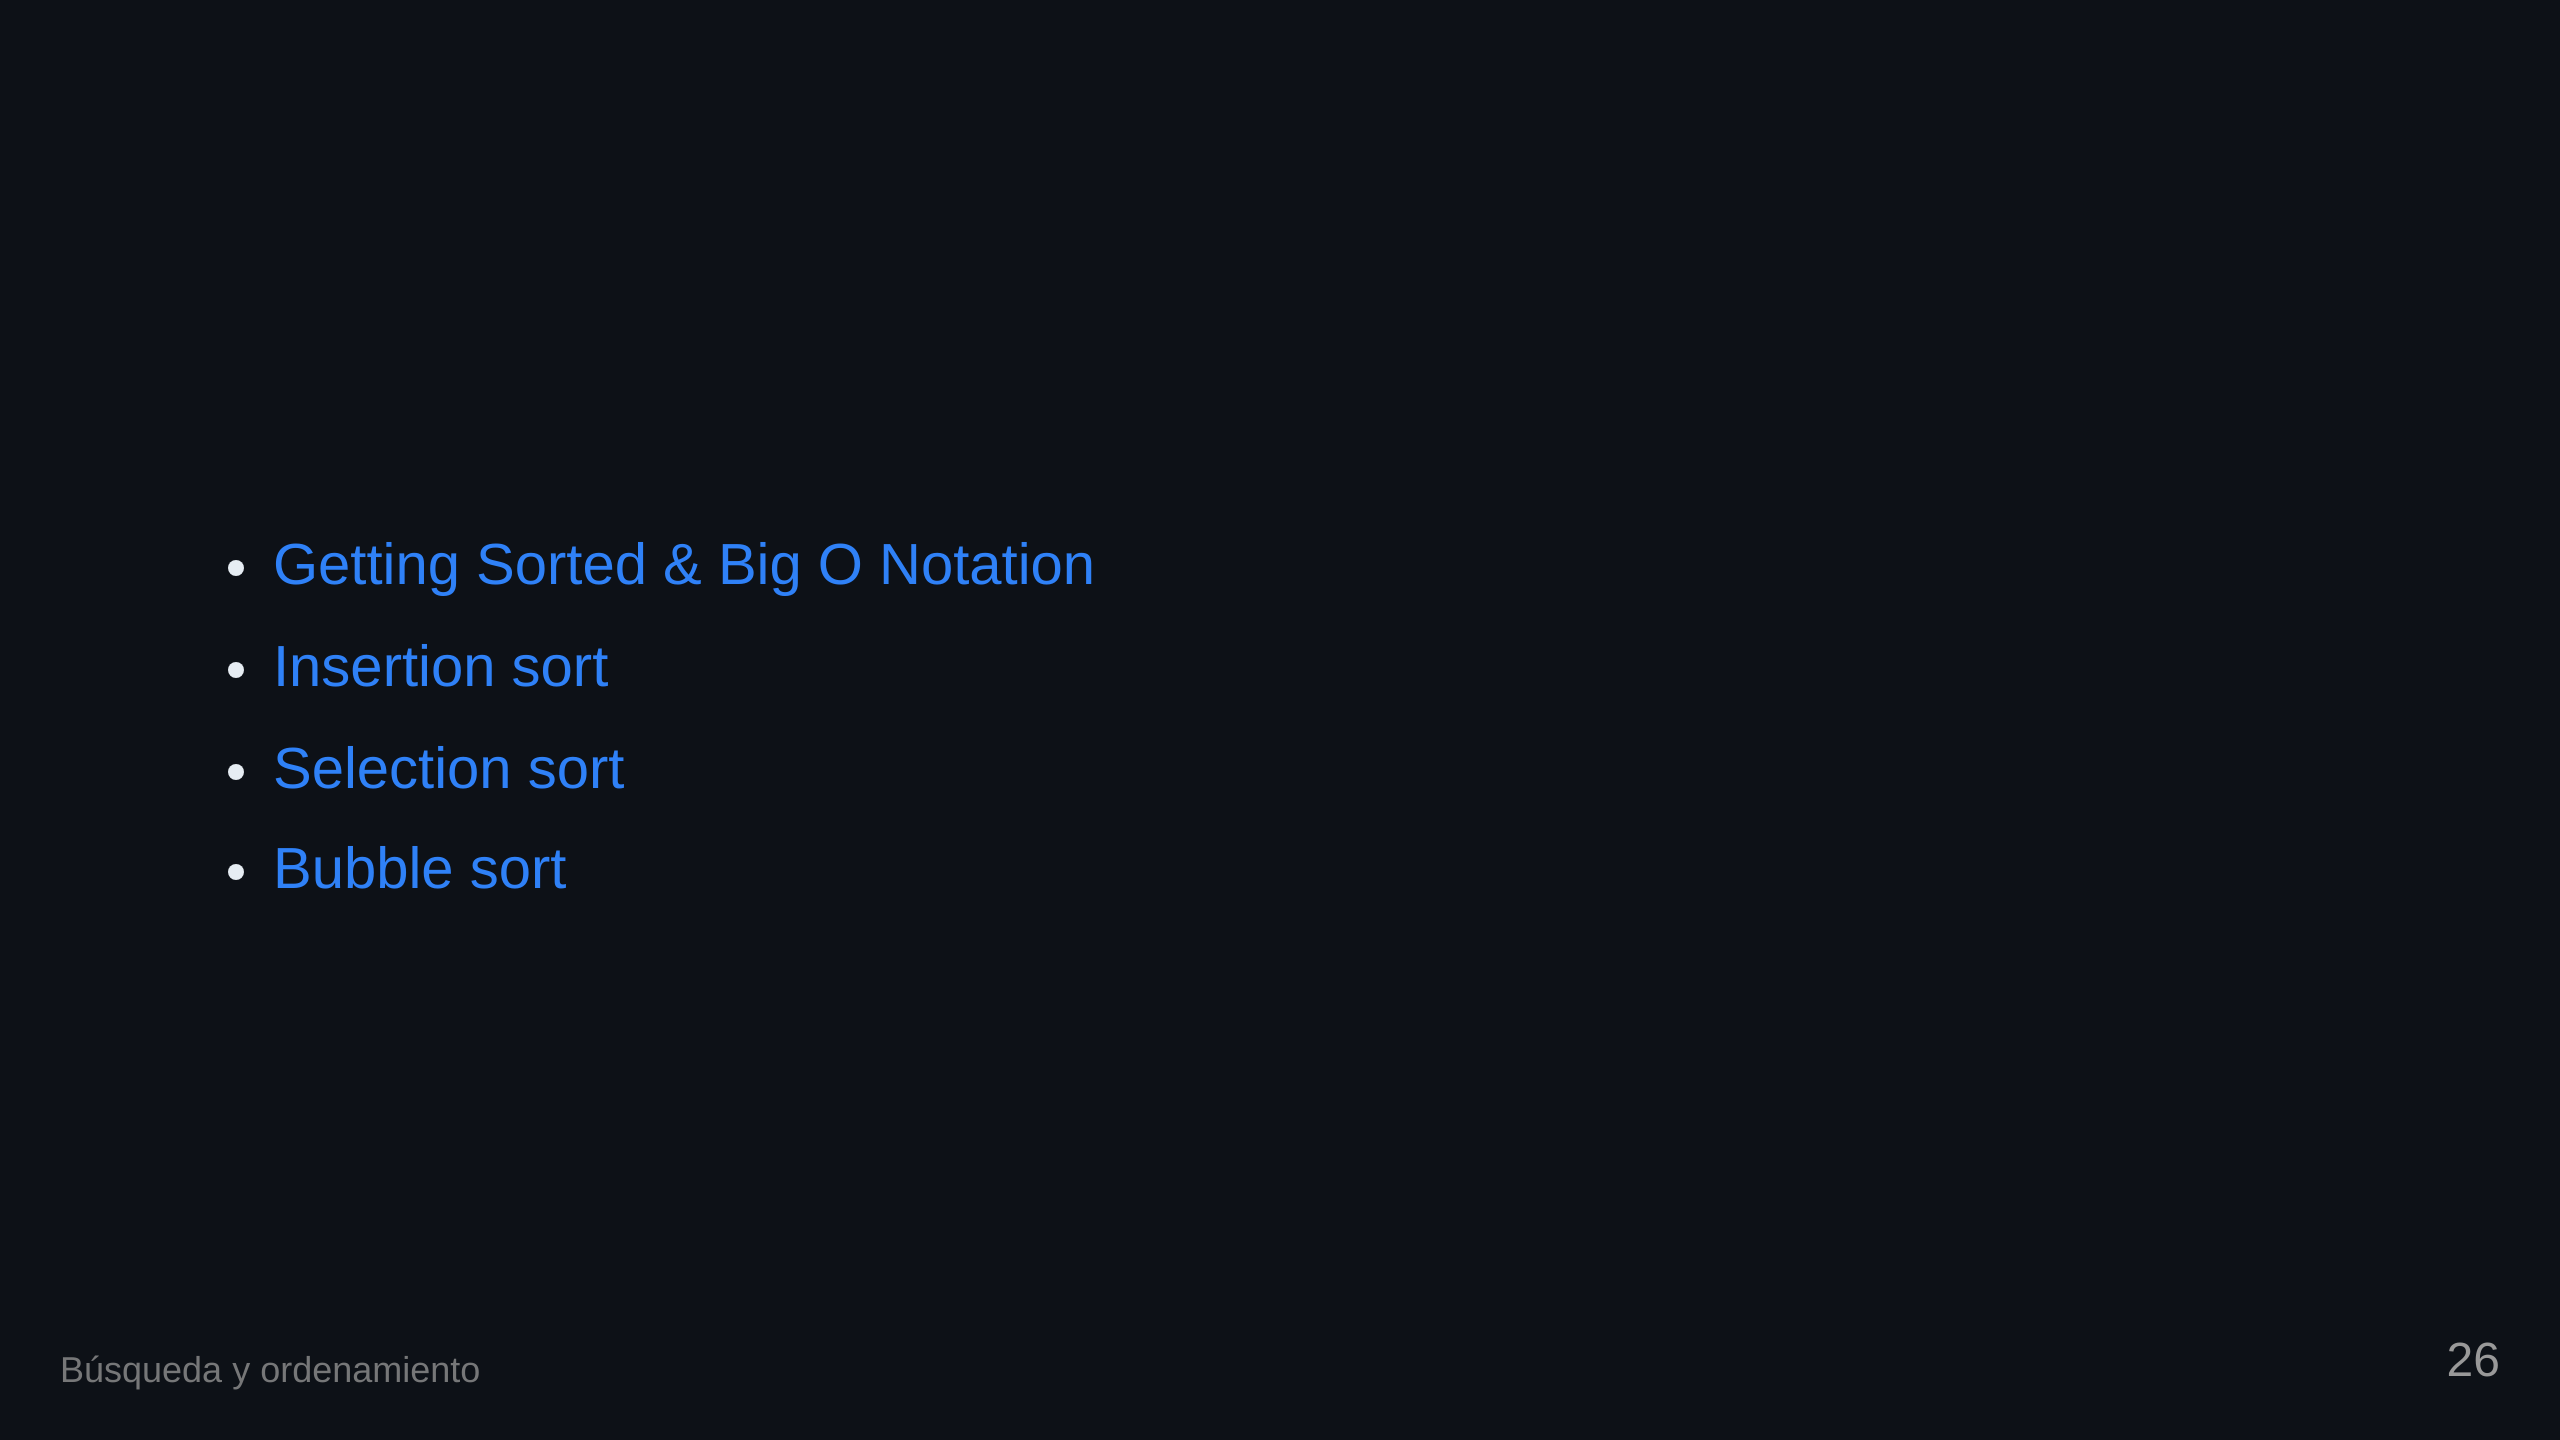 Getting Sorted & Big O Notation
Insertion sort
Selection sort
Bubble sort
Búsqueda y ordenamiento
26